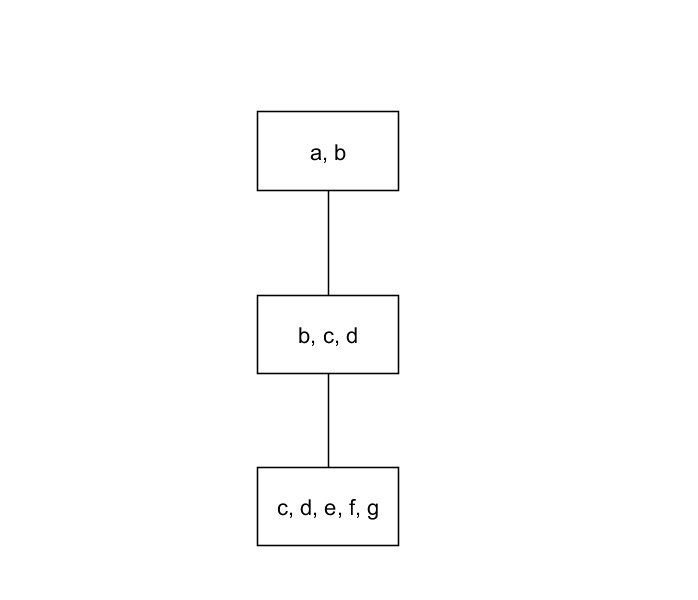 a, b
b, c, d
c, d, e, f, g